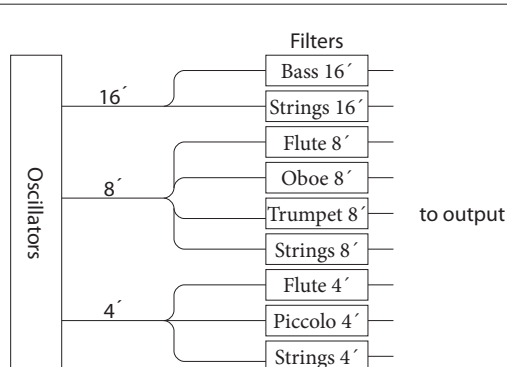 Filters
Bass 16´
16´
Strings 16´
Flute 8´
Oscillators
8´
Oboe 8´
Trumpet 8´
to output
Strings 8´
Flute 4´
4´
Piccolo 4´
Strings 4´